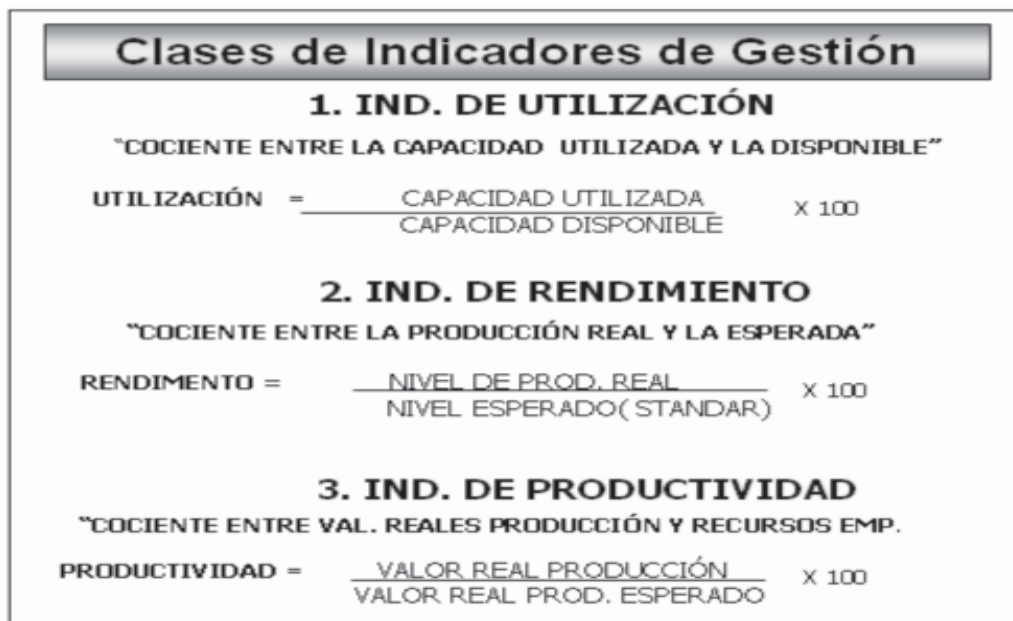 Clases de Indicadores de Gestión
1. IND. DE UTILIZACIÓN
"COCIENTE ENTRE LA CAPACIDAD UTILIZADA Y LA DISPONIBLE"
UTILIZACIÓN = CAPACIDAD UTILIZADA X 100
CAPACIDAD DISPONIBLE
2. IND. DE RENDIMIENTO
"COCIENTE ENTRE LA PRODUCCIÓN REAL Y LA ESPERADA"
RENDIMENTO = NIVEL DE PROD. REAL X 100
NIVEL ESPERADO( STANDAR)
3. IND. DE PRODUCTIVIDAD
"COCIENTE ENTRE VAL. REALES PRODUCCIÓN Y RECURSOS EMP.
PRODUCTIVIDAD = VALOR REAL PRODUCCIÓN X 100
VALOR REAL PROD. ESPERADO